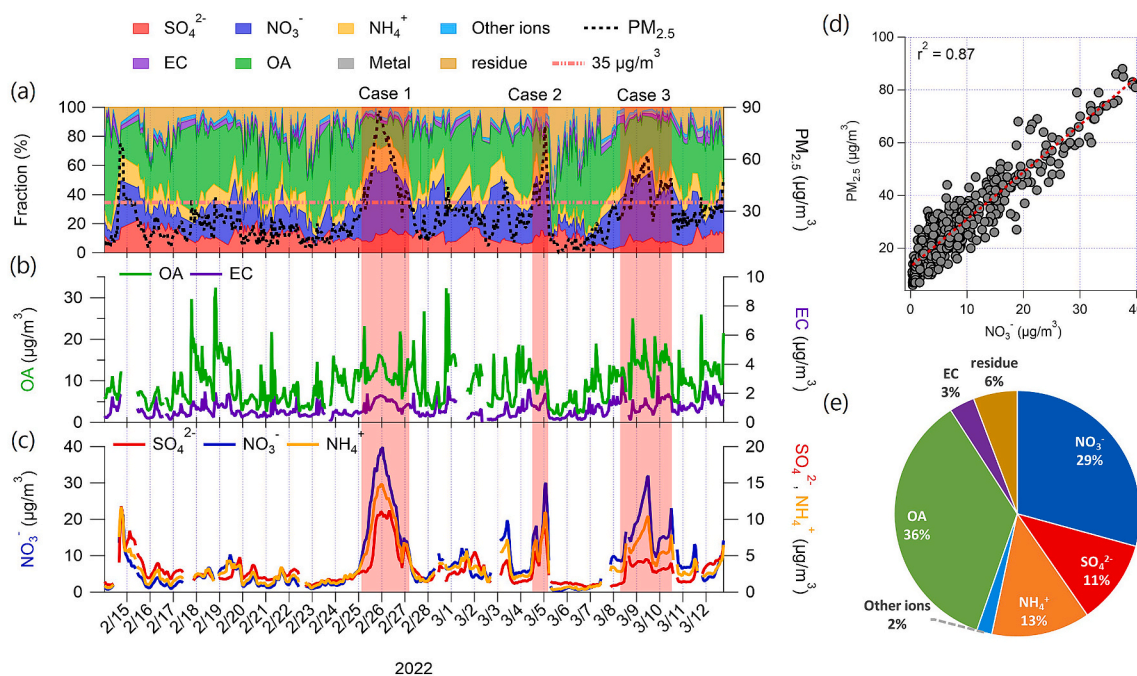 SO₄²⁻ NO₃⁻ NH₄⁺ Other ions PM₂.₅
EC OA Metal residue 35 μg/m³
(a)
Case 1 Case 2 Case 3
Fraction (%)
100
80
60
40
20
0
90
60
30
0
PM₂.₅
(μg/m³)
(b)
OA EC
OA (μg/m³)
30
20
10
0
10
8
6
4
2
0
EC (μg/m³)
(c)
SO₄²⁻ NO₃⁻ NH₄⁺
NO₃⁻ (μg/m³)
40
30
20
10
0
20
15
10
5
0
SO₄²⁻, NH₄⁺
(μg/m³)
2/15 2/16 2/17 2/18 2/19 2/20 2/21 2/22 2/23 2/24 2/25 2/26 2/27 2/28 3/1 3/2 3/3 3/4 3/5 3/6 3/7 3/8 3/9 3/10 3/11 3/12
2022
(d)
r² = 0.87
PM₂.₅ (μg/m³)
100
80
60
40
20
0 10 20 30 40
NO₃⁻ (μg/m³)
(e)
residue
6%
EC
3%
NO₃⁻
29%
OA
36%
SO₄²⁻
11%
NH₄⁺
13%
Other ions
2%